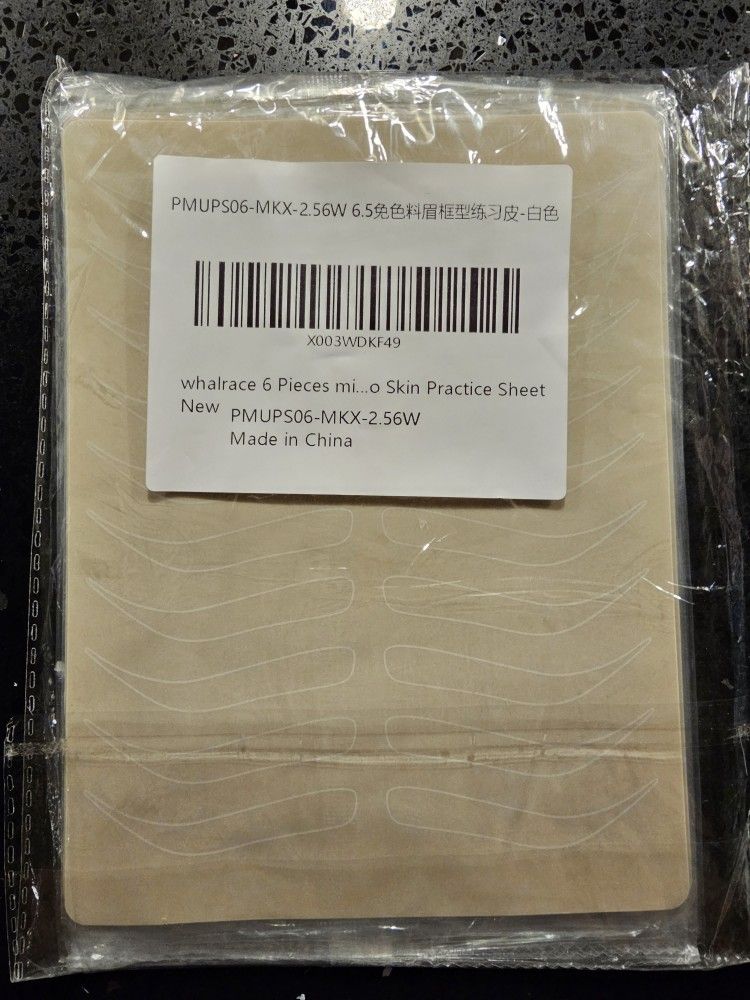 PMUPS06-MKX-2.56W 6.5免色料眉框型练习皮-白色
X003WDKF49
whalrace 6 Pieces mi...o Skin Practice Sheet
New
PMUPS06-MKX-2.56W
Made in China